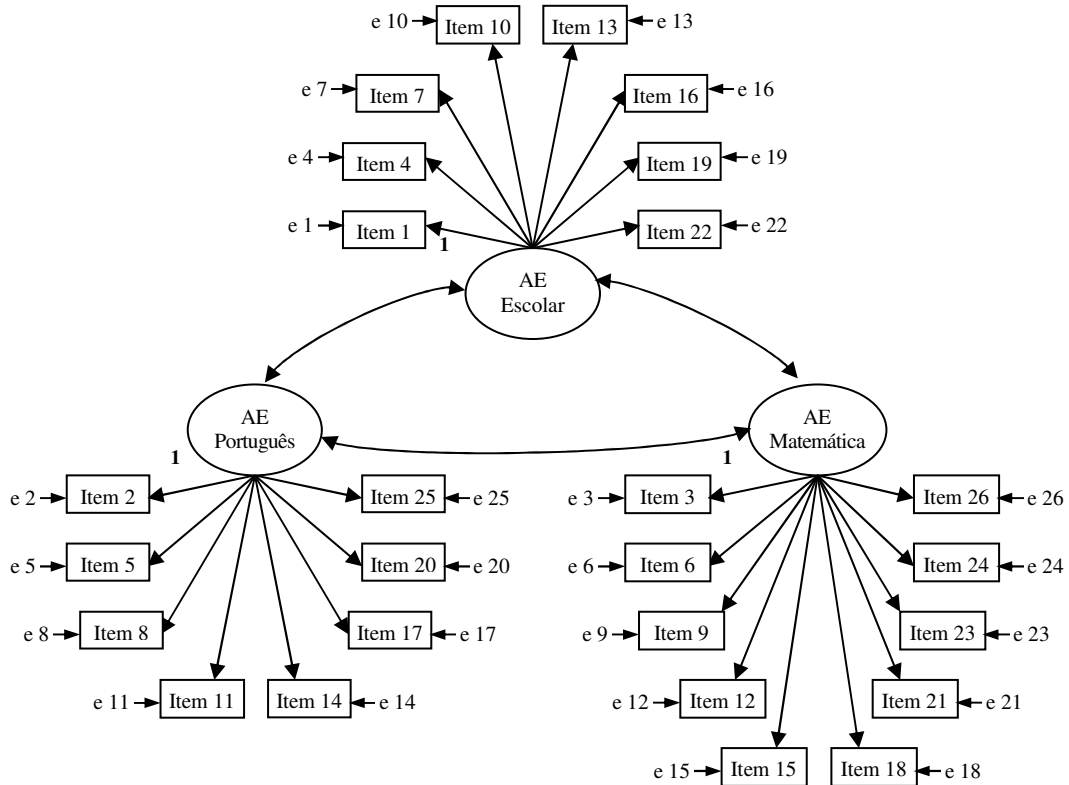 e 10 Item 10 Item 13 e 13
e 7 Item 7 Item 16 e 16
e 4 Item 4 Item 19 e 19
e 1 Item 1 Item 22 e 22
1
AE
Escolar
AE
Português
AE
Matemática
1
1
e 2 Item 2 Item 25 e 25
e 3 Item 3 Item 26 e 26
e 5 Item 5 Item 20 e 20
e 6 Item 6 Item 24 e 24
e 8 Item 8 Item 17 e 17
e 9 Item 9 Item 23 e 23
e 11 Item 11 Item 14 e 14
e 12 Item 12 Item 21 e 21
e 15 Item 15 Item 18 e 18